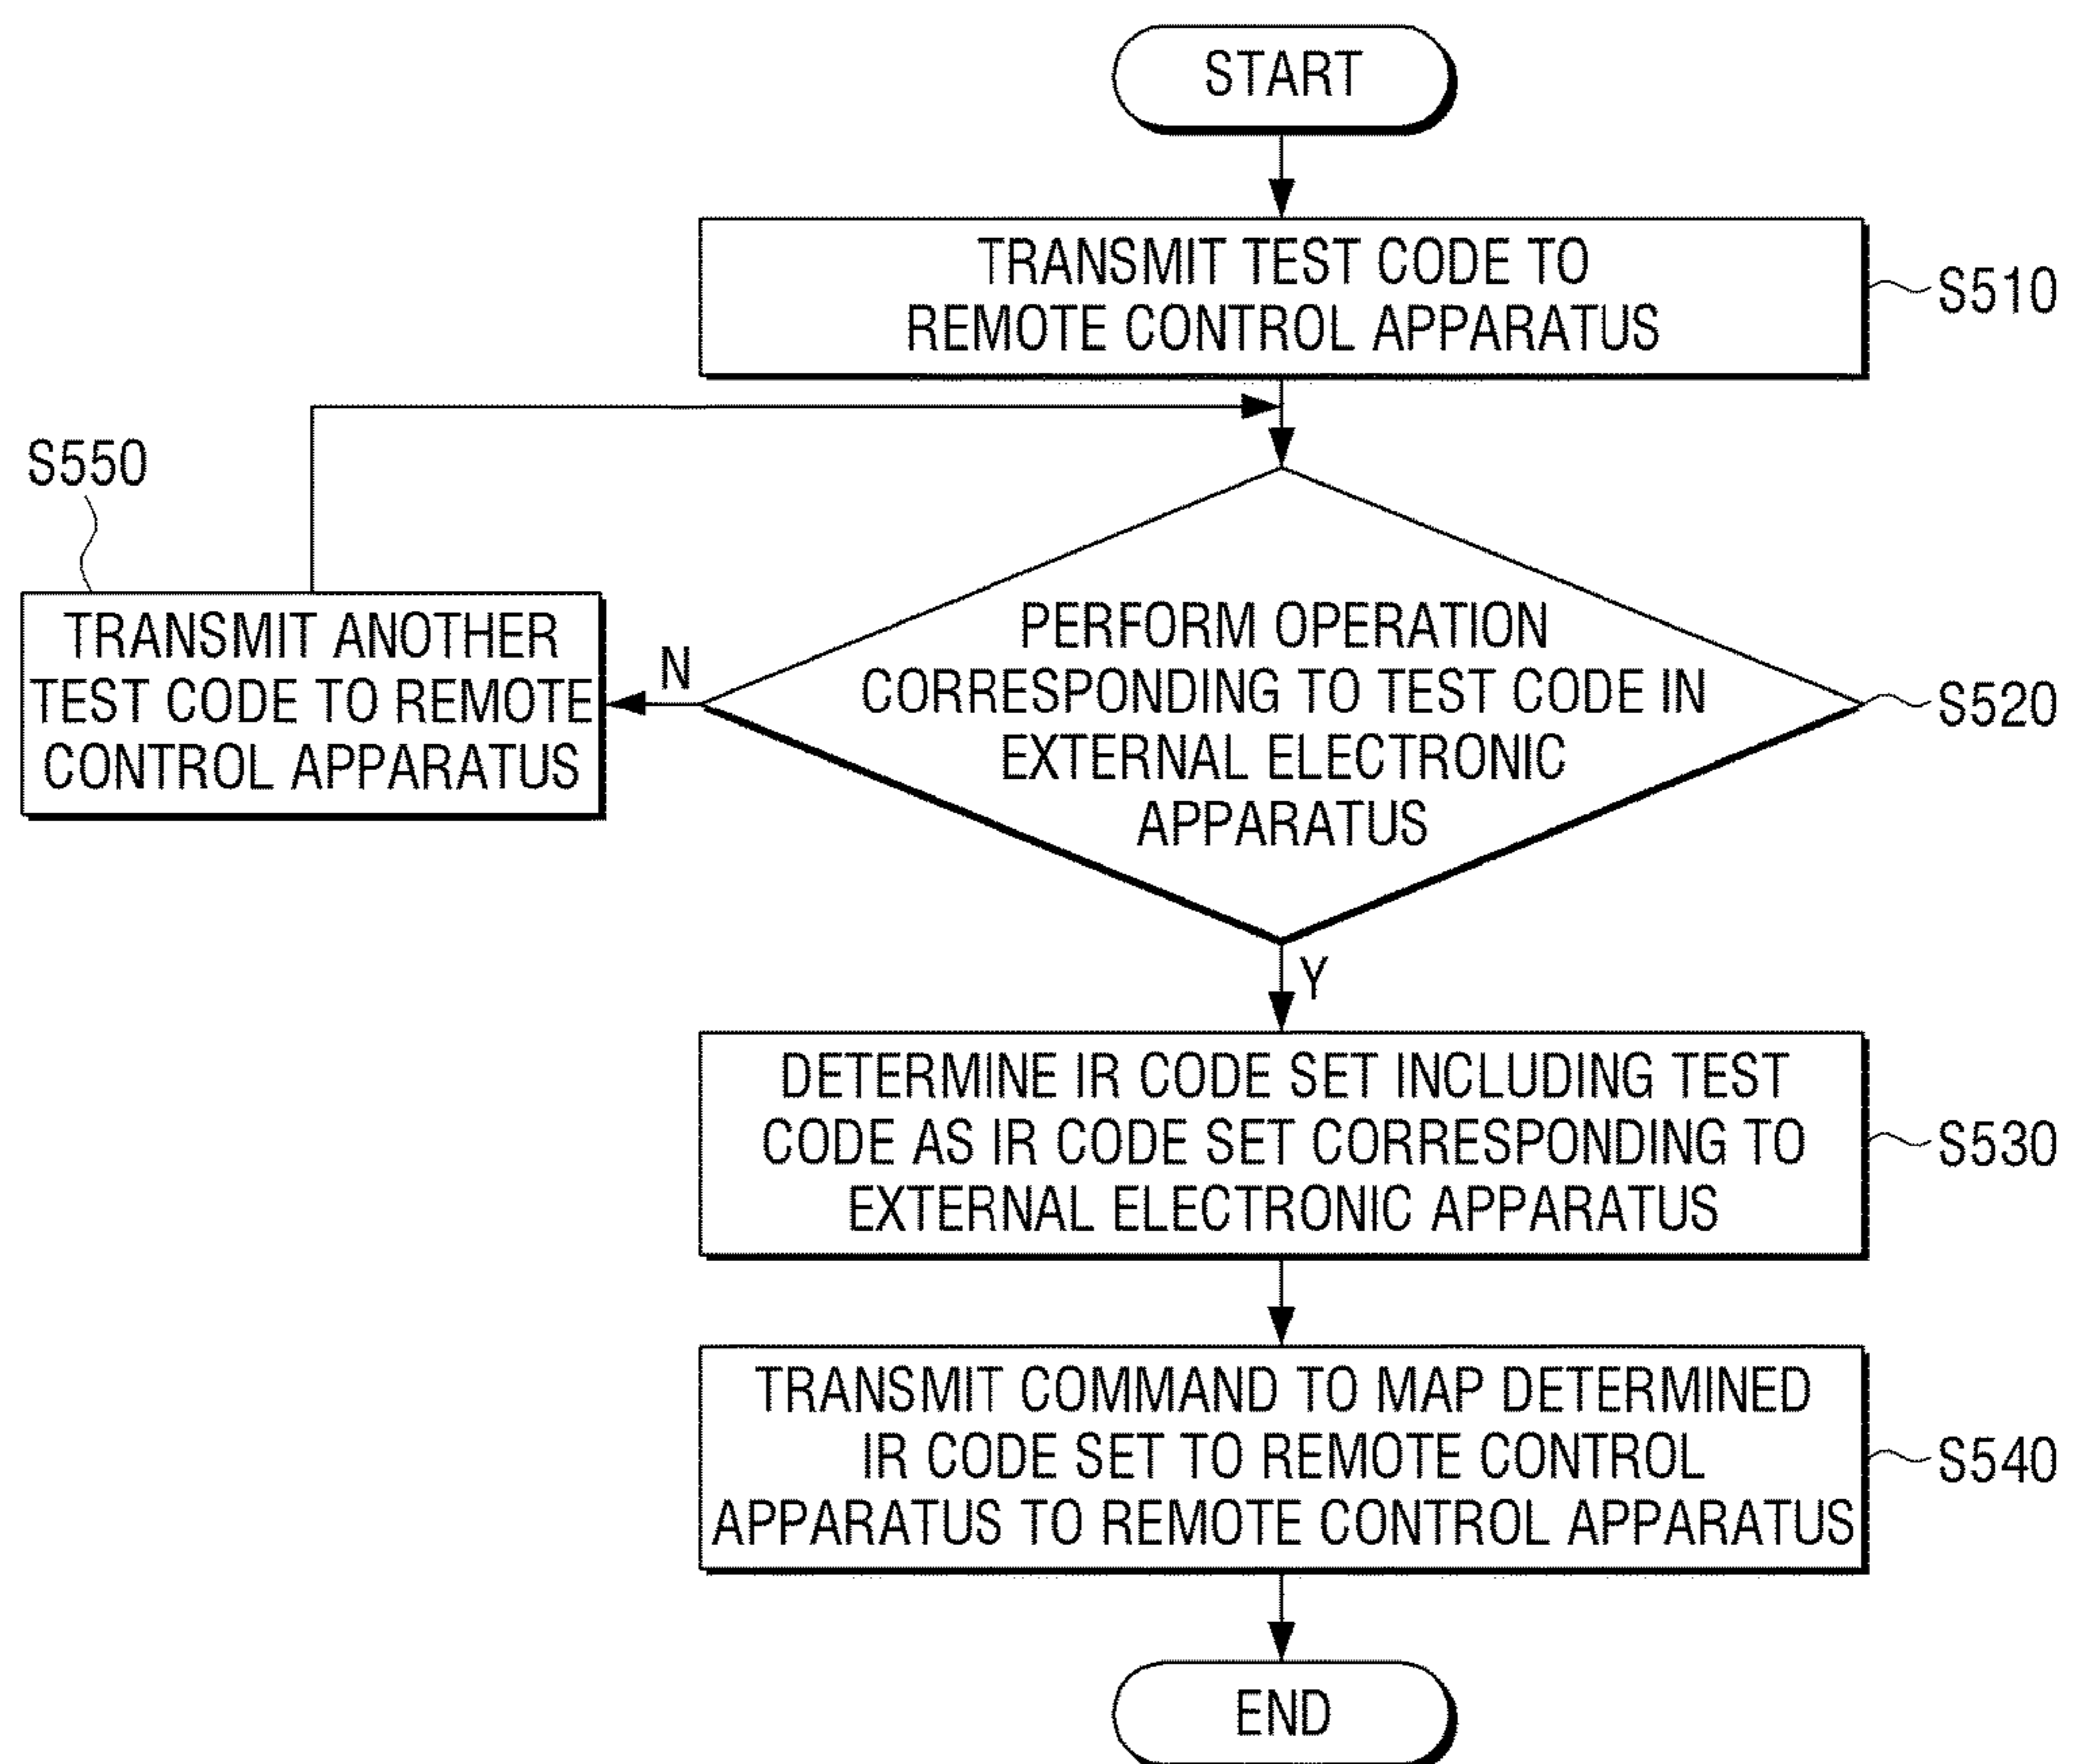 START
TRANSMIT TEST CODE TO
REMOTE CONTROL APPARATUS
S510
S550
TRANSMIT ANOTHER
TEST CODE TO REMOTE
CONTROL APPARATUS
N
PERFORM OPERATION
CORRESPONDING TO TEST CODE IN
EXTERNAL ELECTRONIC
APPARATUS
S520
Y
DETERMINE IR CODE SET INCLUDING TEST
CODE AS IR CODE SET CORRESPONDING TO
EXTERNAL ELECTRONIC APPARATUS
S530
TRANSMIT COMMAND TO MAP DETERMINED
IR CODE SET TO REMOTE CONTROL
APPARATUS TO REMOTE CONTROL APPARATUS
S540
END